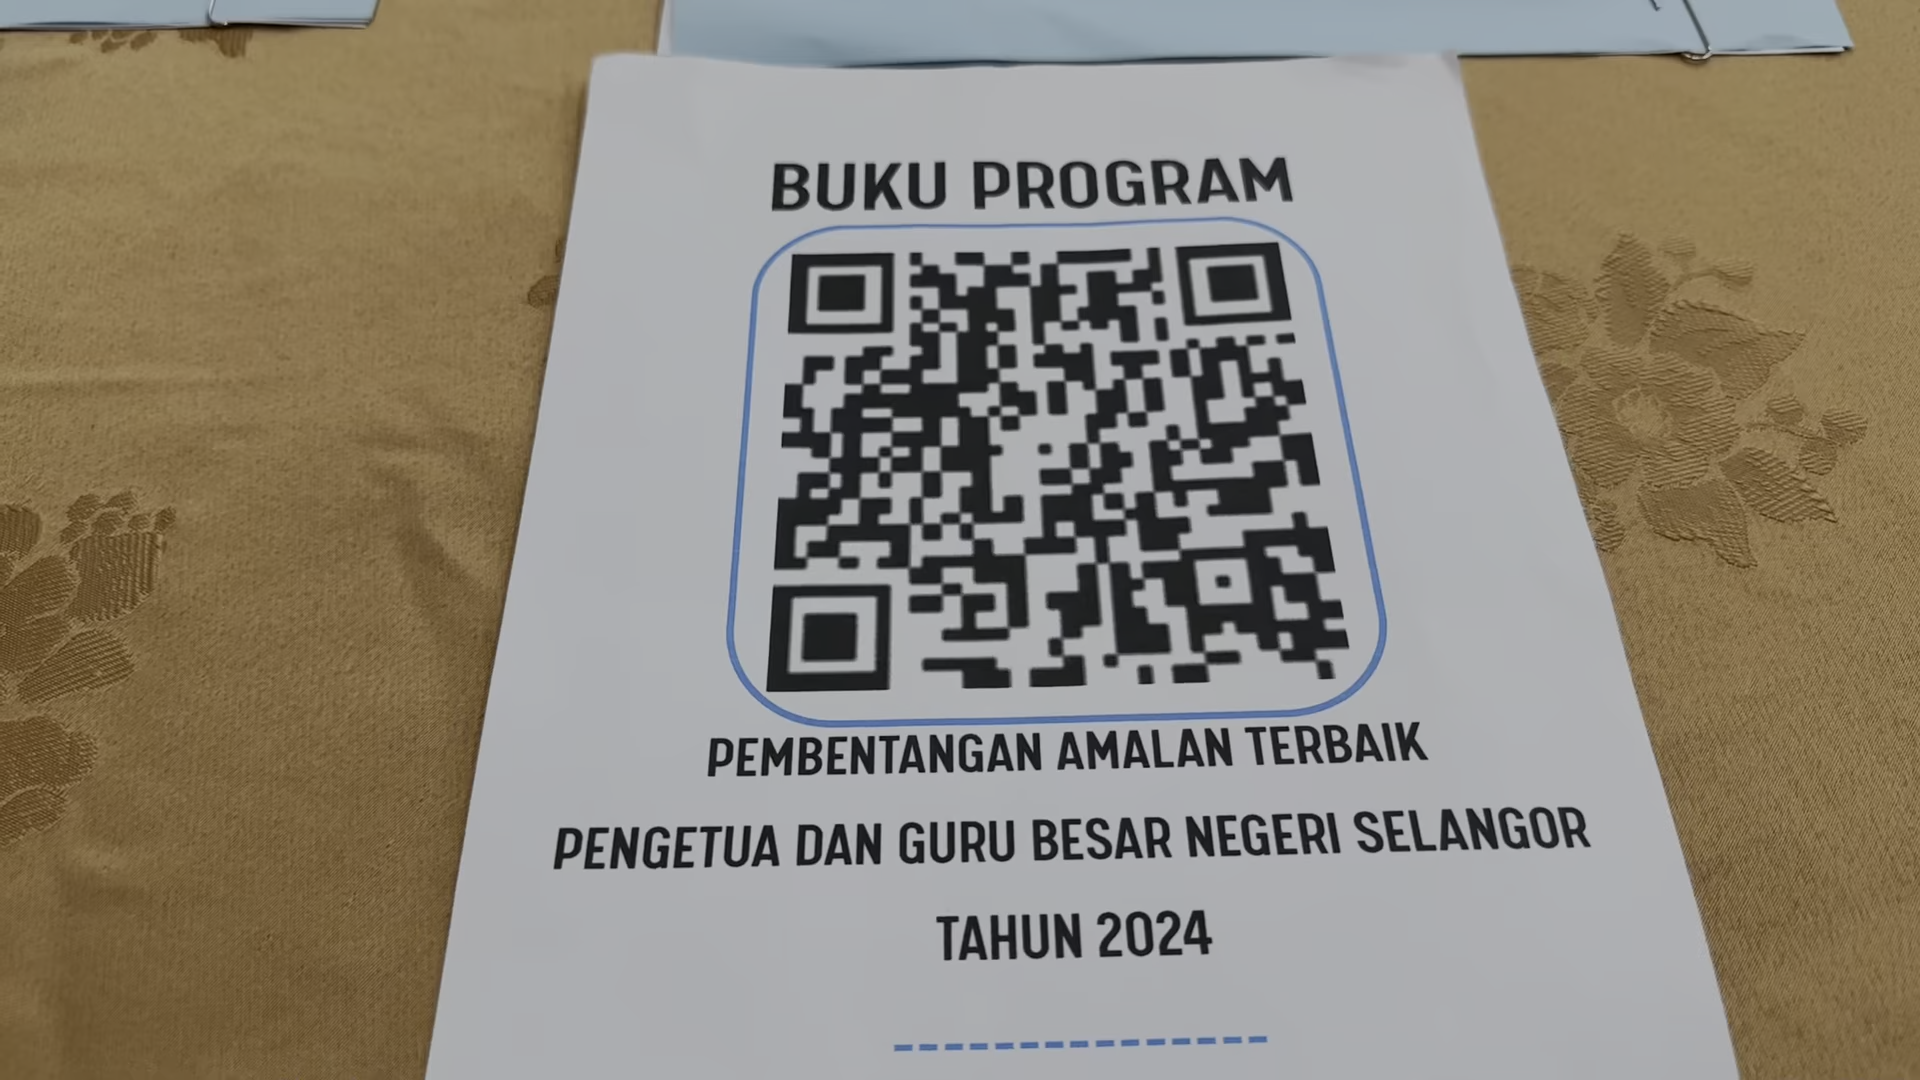 BUKU PROGRAM
PEMBENTANGAN AMALAN TERBAIK
PENGETUA DAN GURU BESAR NEGERI SELANGOR
TAHUN 2024